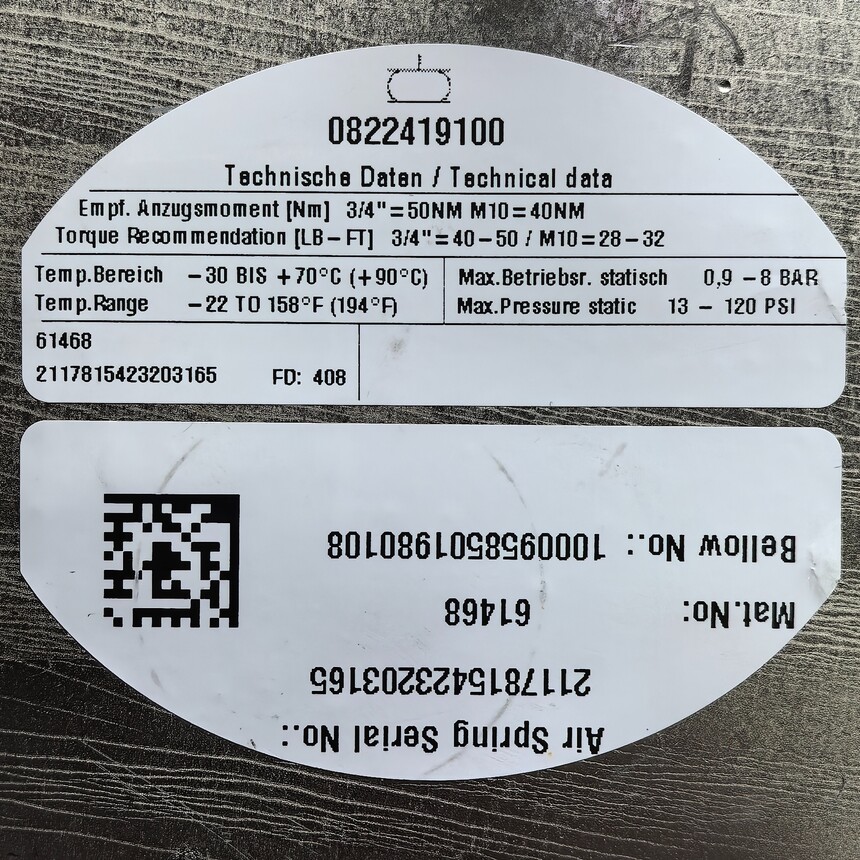 0822419100
Technische Daten / Technical data
Empf. Anzugsmoment [Nm] 3/4"=50NM M10=40NM
Torque Recommendation [LB-FT] 3/4"=40-50 / M10=28-32
Temp.Bereich -30 BIS +70°C (+90°C) Max.Betriebsr. statisch 0,9 -8 BAR
Temp.Range -22 TO 158°F (194°F) Max.Pressure static 13 - 120 PSI
61468
2117815423203165 FD: 408
Air Spring Serial No.:
2117815423203165
Mat.No: 61468
Bellow No.: 1000958501980108